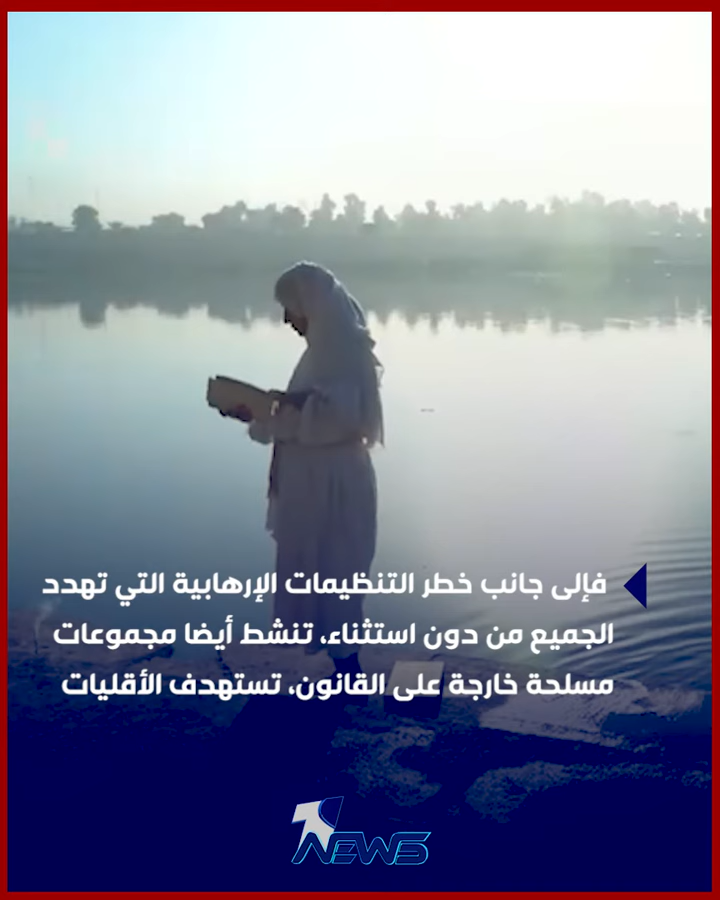 فإلى جانب خطر التنظيمات الإرهابية التي تهدد
الجميع من دون استثناء، تنشط أيضا مجموعات
مسلحة خارجة على القانون، تستهدف الأقليات
1NEWS